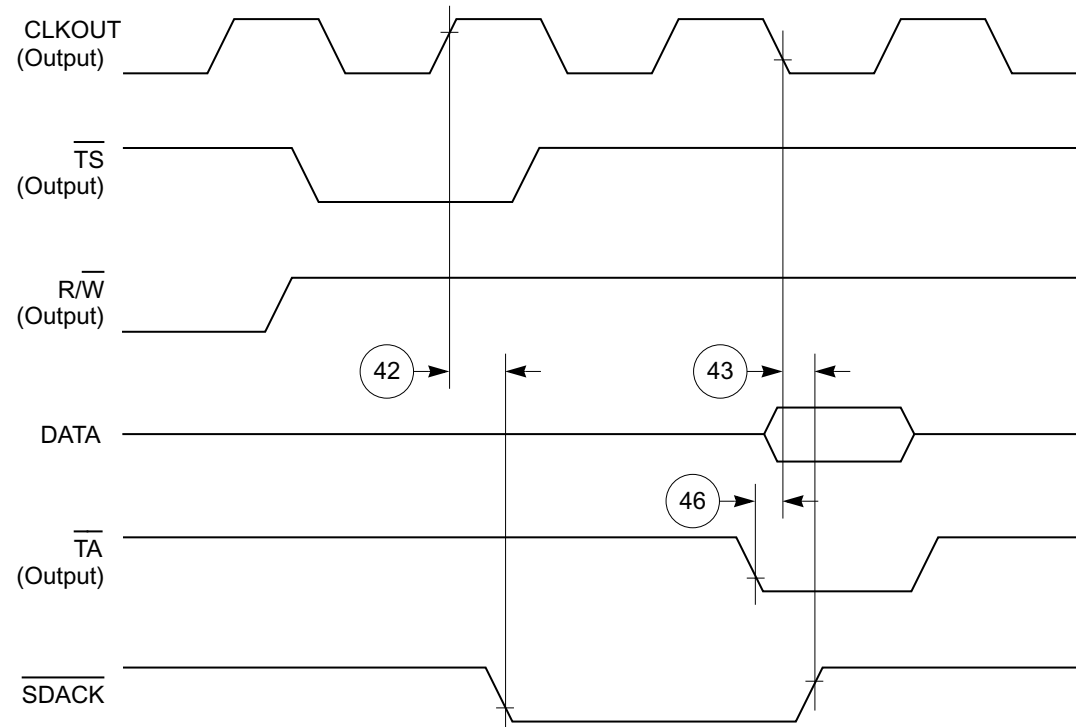 CLKOUT
(Output)
TS
(Output)
R/W
(Output)
42
43
DATA
46
TA
(Output)
SDACK